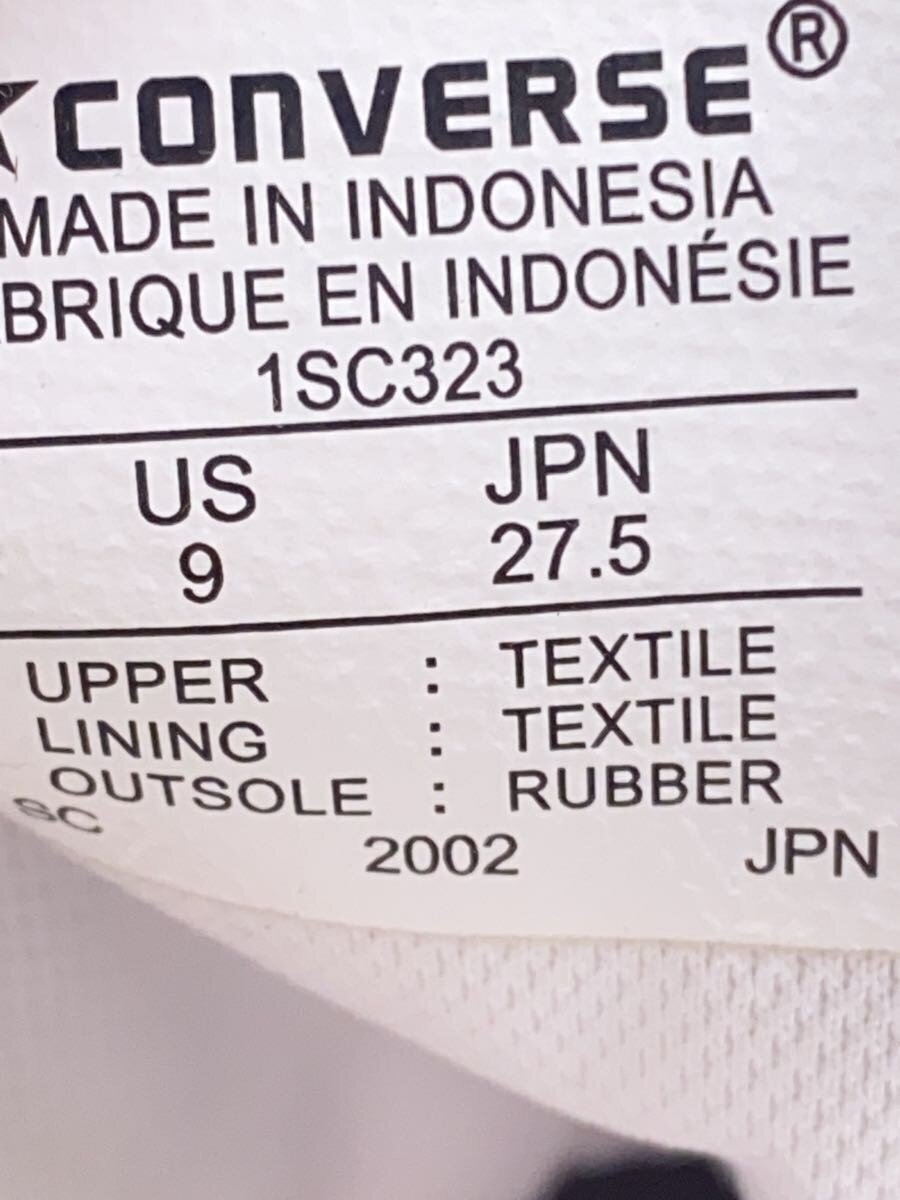 CONVERSE®
MADE IN INDONESIA
BRIQUE EN INDONÉSIE
1SC323
US JPN
9 27.5
UPPER : TEXTILE
LINING : TEXTILE
OUTSOLE : RUBBER
SC 2002 JPN